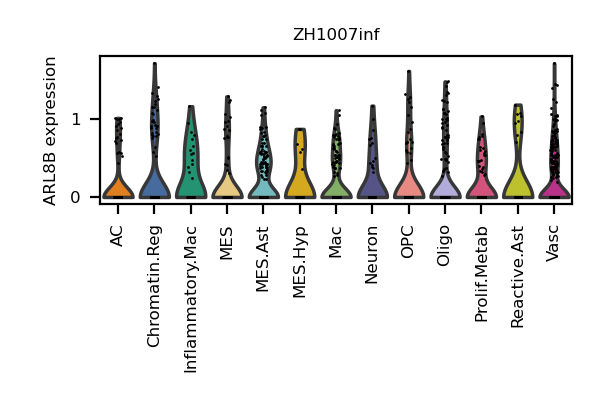 ZH1007inf
ARL8B expression
1
0
AC
Chromatin.Reg
Inflammatory.Mac
MES
MES.Ast
MES.Hyp
Mac
Neuron
OPC
Oligo
Prolif.Metab
Reactive.Ast
Vasc